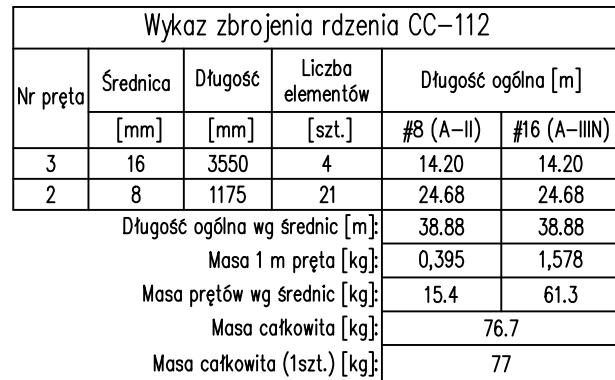 Wykaz zbrojenia rdzenia CC-112
Nr pręta Średnica Długość Liczba elementów Długość ogólna [m]
[mm] [mm] [szt.] #8 (A-II) #16 (A-IIIN)
3 16 3550 4 14.20 14.20
2 8 1175 21 24.68 24.68
Długość ogólna wg średnic [m]: 38.88 38.88
Masa 1 m pręta [kg]: 0,395 1,578
Masa prętów wg średnic [kg]: 15.4 61.3
Masa całkowita [kg]: 76.7
Masa całkowita (1szt.) [kg]: 77